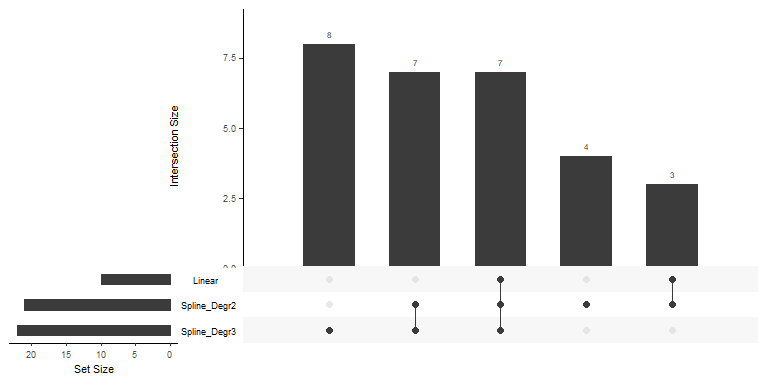 8
7
7
4
3
7.5
5.0
2.5
0.0
Intersection Size
Linear
Spline_Degr2
Spline_Degr3
20 15 10 5 0
Set Size